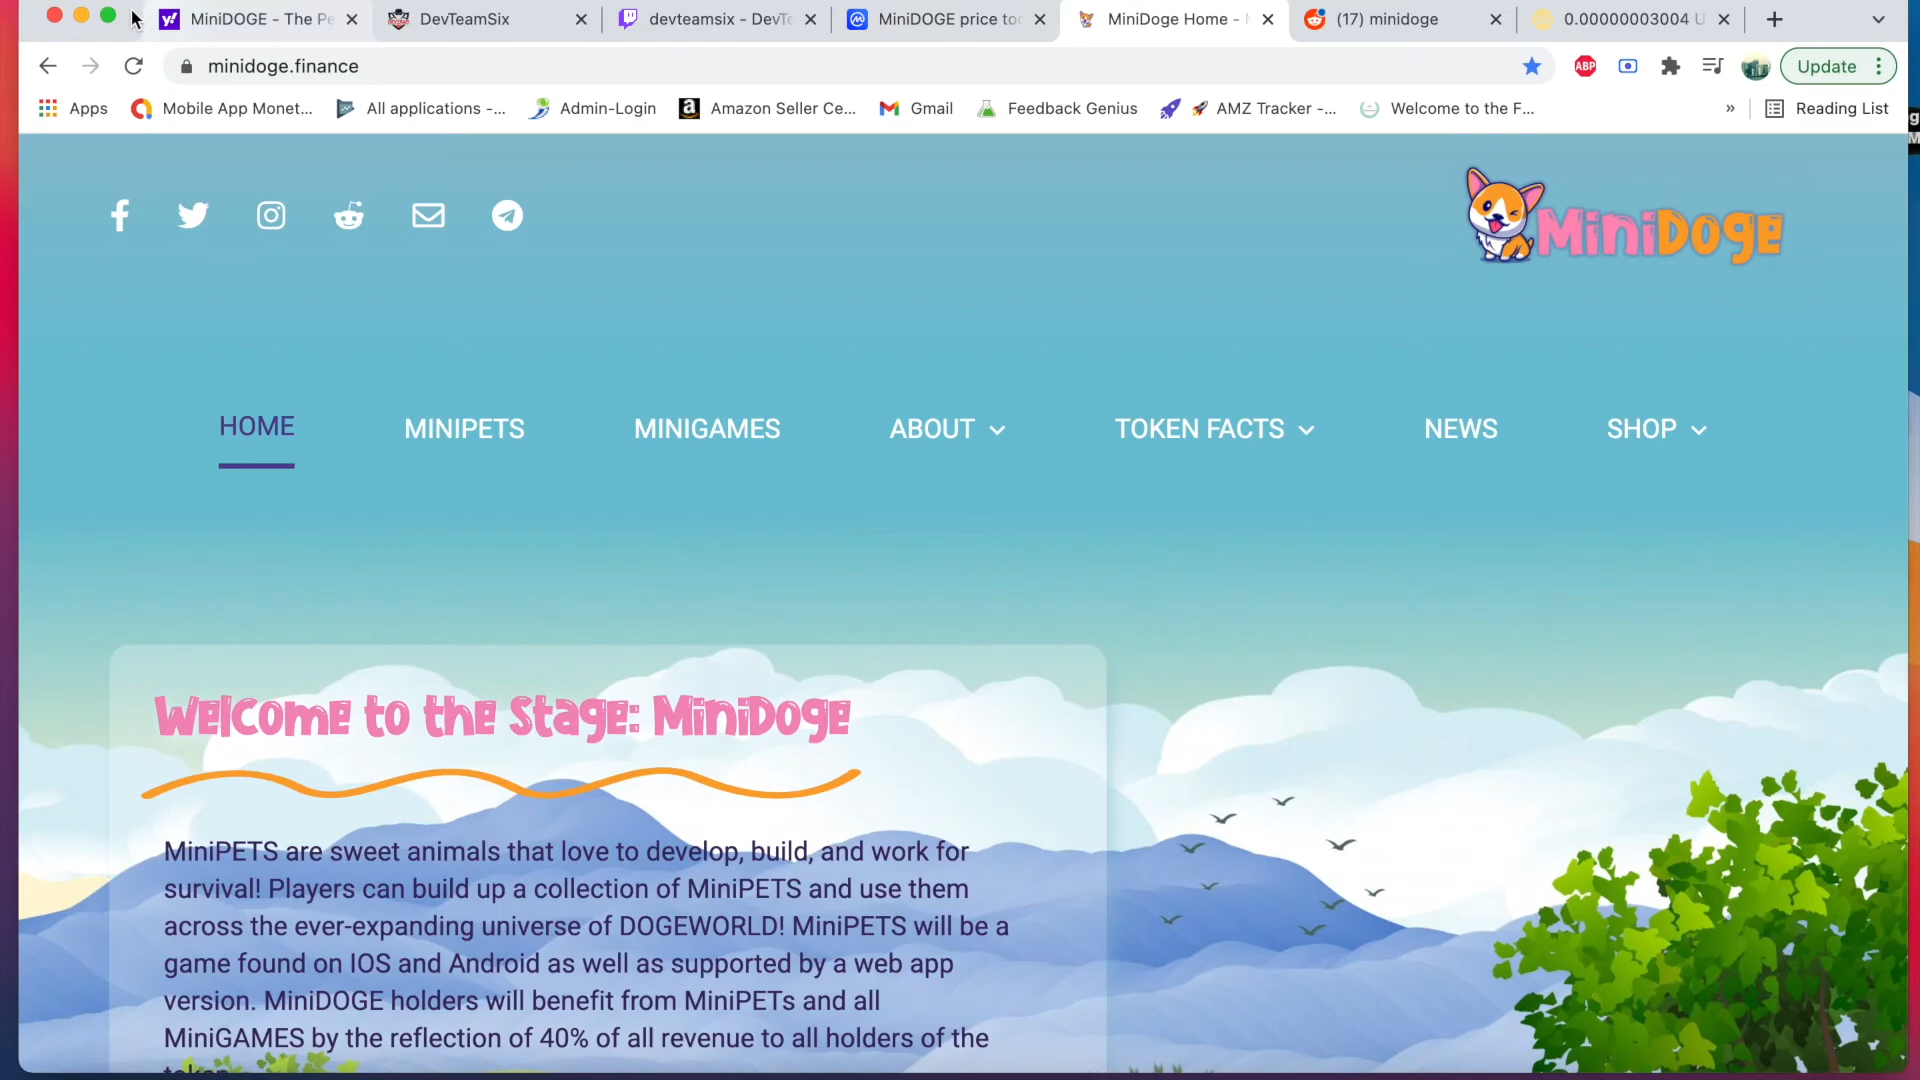 MiniDOGE - The Pe
DevTeamSix
devteamsix - DevTe
MiniDOGE price toc
MiniDoge Home - M
(17) minidoge
0.00000003004 U
minidoge.finance
ABP
Update
Apps
Mobile App Monet...
All applications -...
Admin-Login
Amazon Seller Ce...
Gmail
Feedback Genius
AMZ Tracker -...
Welcome to the F...
»
Reading List
MiniDoge
HOME
MINIPETS
MINIGAMES
ABOUT
TOKEN FACTS
NEWS
SHOP
Welcome to the Stage: MiniDoge
MiniPETS are sweet animals that love to develop, build, and work for
survival! Players can build up a collection of MiniPETS and use them
across the ever-expanding universe of DOGEWORLD! MiniPETS will be a
game found on IOS and Android as well as supported by a web app
version. MiniDOGE holders will benefit from MiniPETs and all
MiniGAMES by the reflection of 40% of all revenue to all holders of the
token